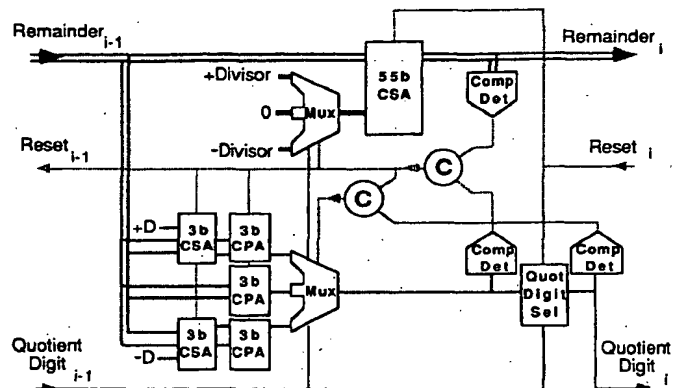 Remainder i-1
Remainder i
+Divisor
0
-Divisor
Mux
55b
CSA
Comp
Det
Reset i-1
Reset i
C
C
+D
3b
CSA
3b
CPA
3b
CPA
Mux
Comp
Det
Comp
Det
Quot
Digit
Sel
3b
CSA
3b
CPA
-D
Quotient
Digit i-1
Quotient
Digit i